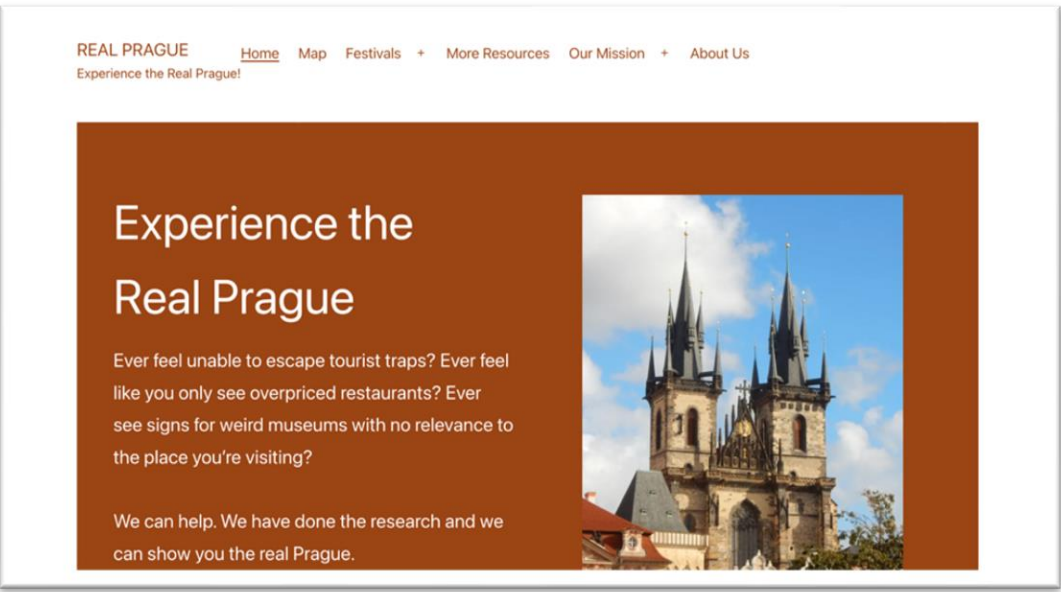 REAL PRAGUE
Experience the Real Prague!
Home Map Festivals + More Resources Our Mission + About Us
Experience the
Real Prague
Ever feel unable to escape tourist traps? Ever feel
like you only see overpriced restaurants? Ever
see signs for weird museums with no relevance to
the place you're visiting?
We can help. We have done the research and we
can show you the real Prague.